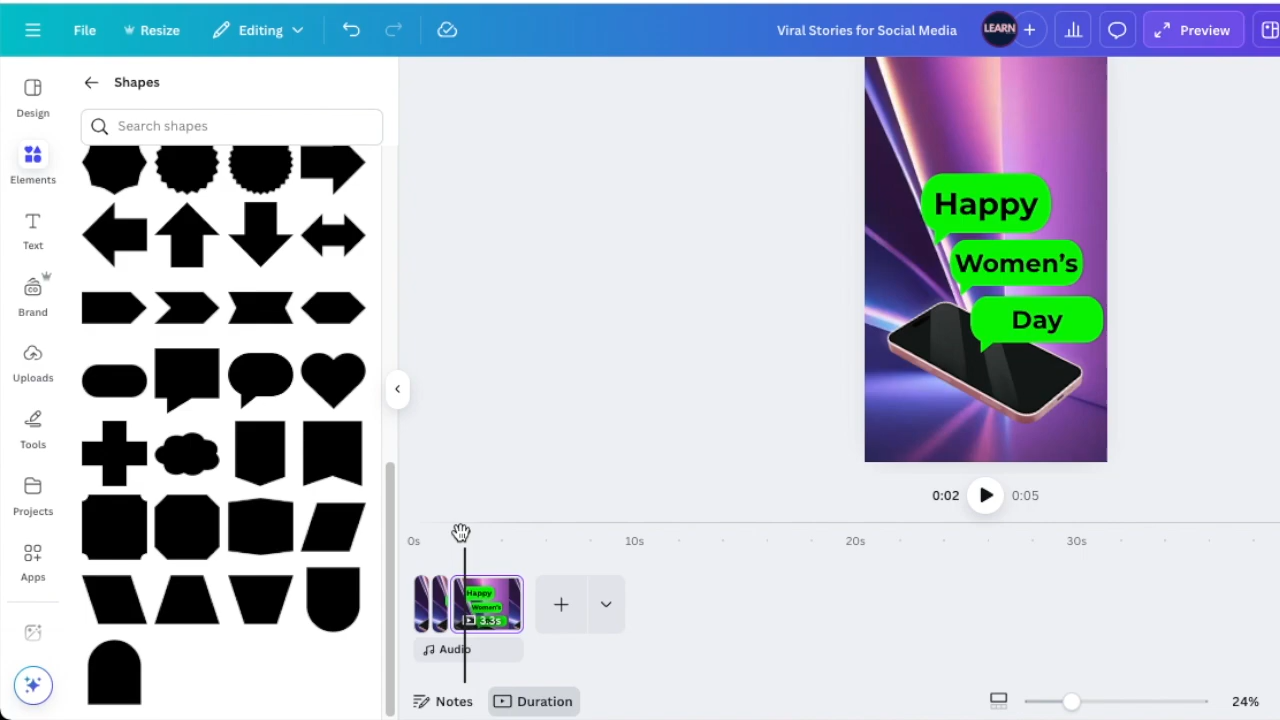 File
Resize
Editing
Viral Stories for Social Media
LEARN
+
Preview
Design
Elements
Text
Brand
CO
Uploads
Tools
Projects
Apps
Shapes
Search shapes
Happy
Women's
Day
0:02
0:05
0s
10s
20s
30s
Happy
Women's
3.3s
+
Audio
Notes
Duration
24%